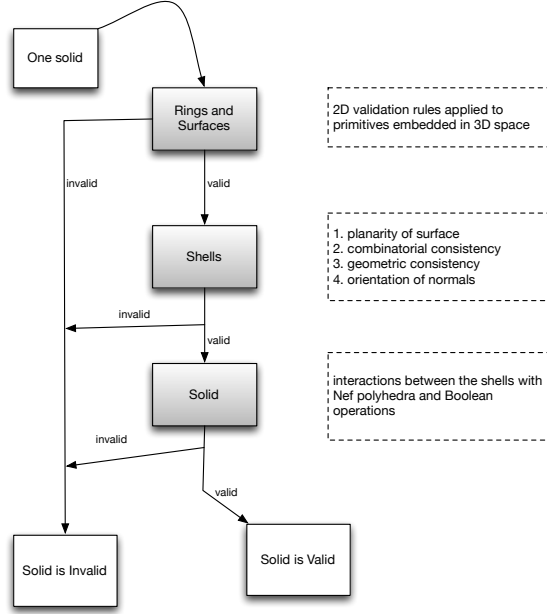 One solid
Rings and
Surfaces
2D validation rules applied to
primitives embedded in 3D space
invalid
valid
Shells
1. planarity of surface
2. combinatorial consistency
3. geometric consistency
4. orientation of normals
invalid
valid
Solid
interactions between the shells with
Nef polyhedra and Boolean
operations
invalid
valid
Solid is Invalid
Solid is Valid